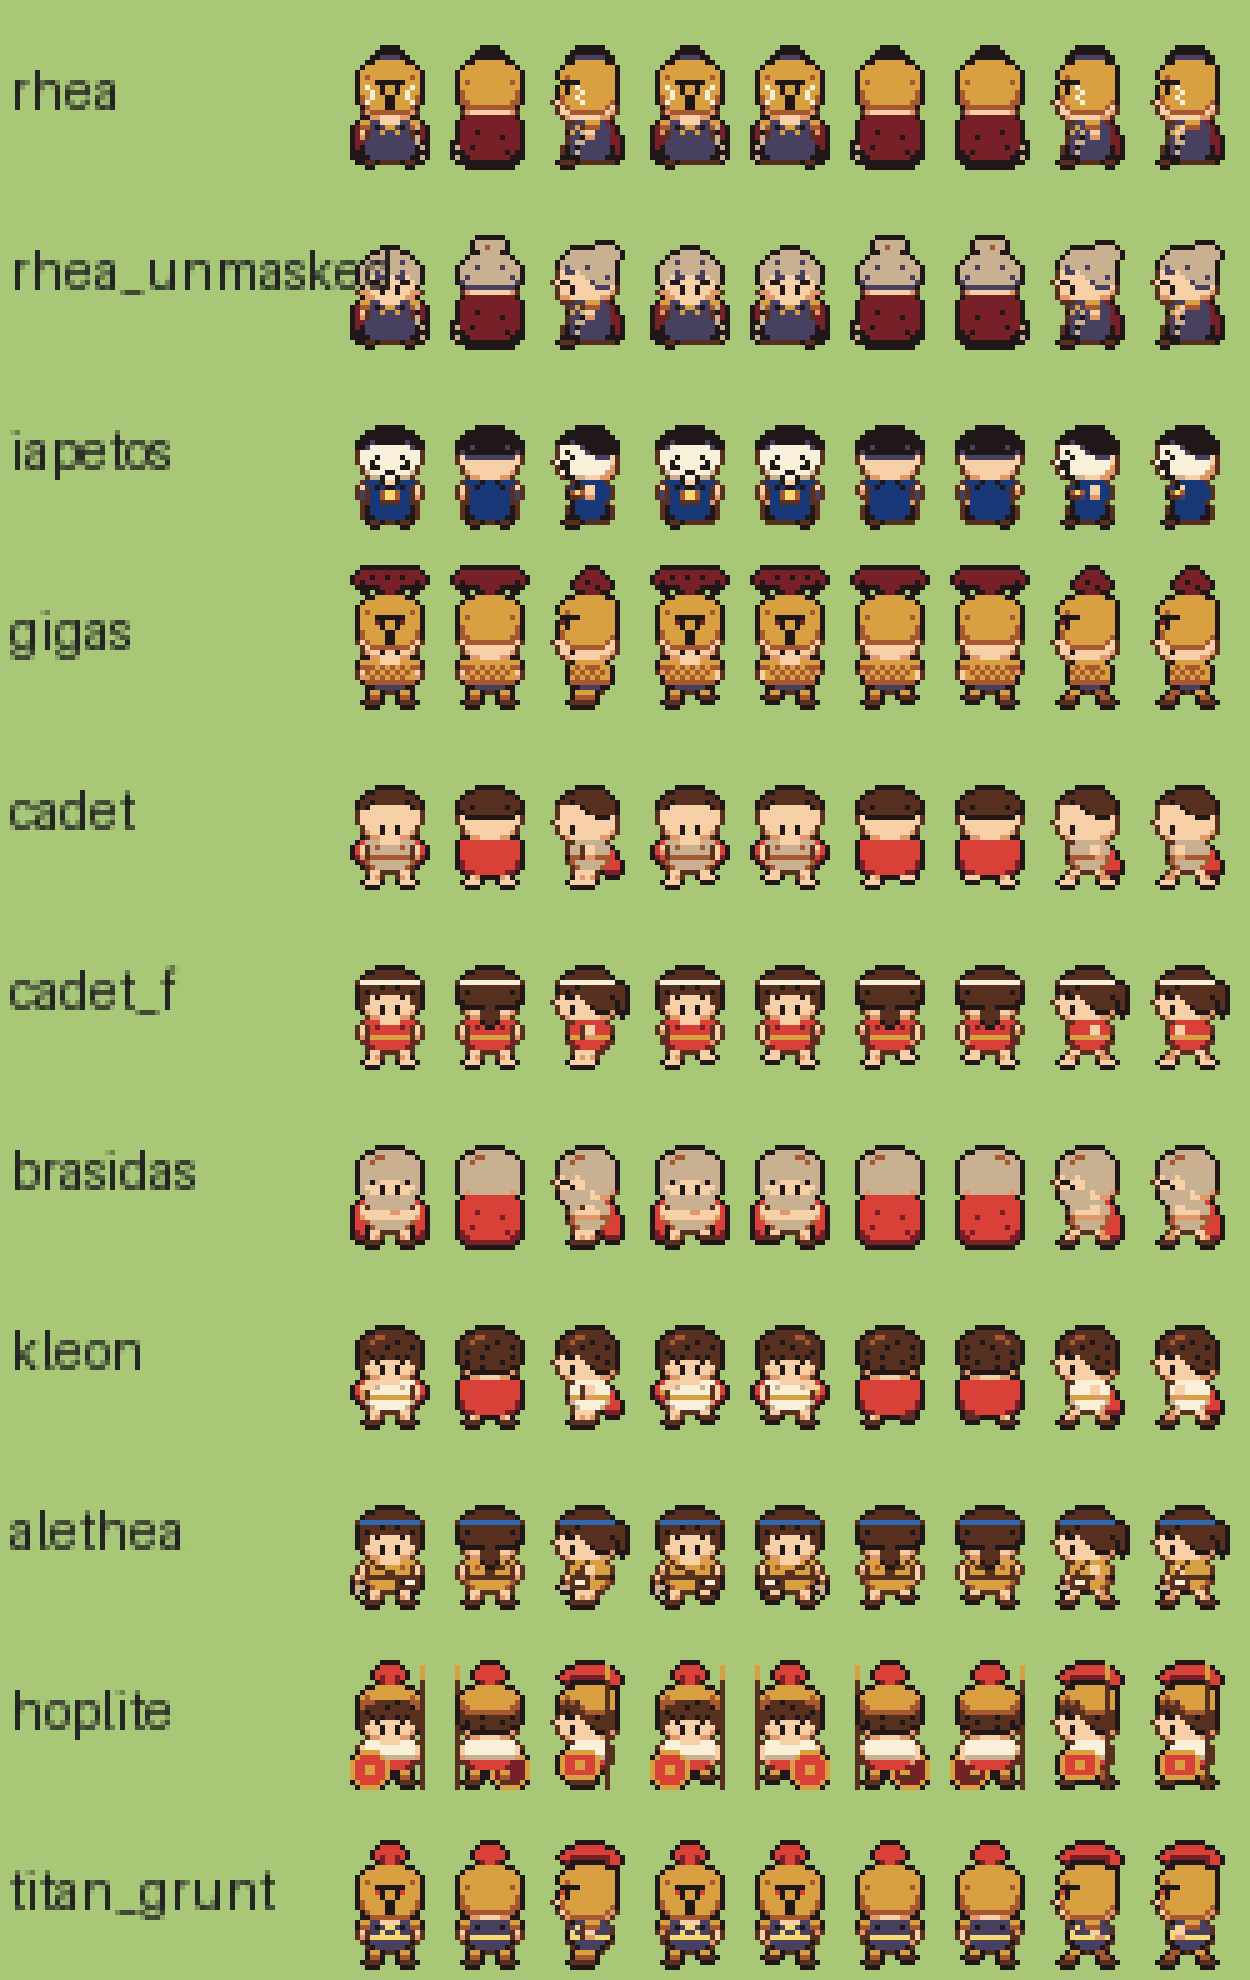 rhea
rhea_unmasked
iapetos
gigas
cadet
cadet_f
brasidas
kleon
alethea
hoplite
titan_grunt